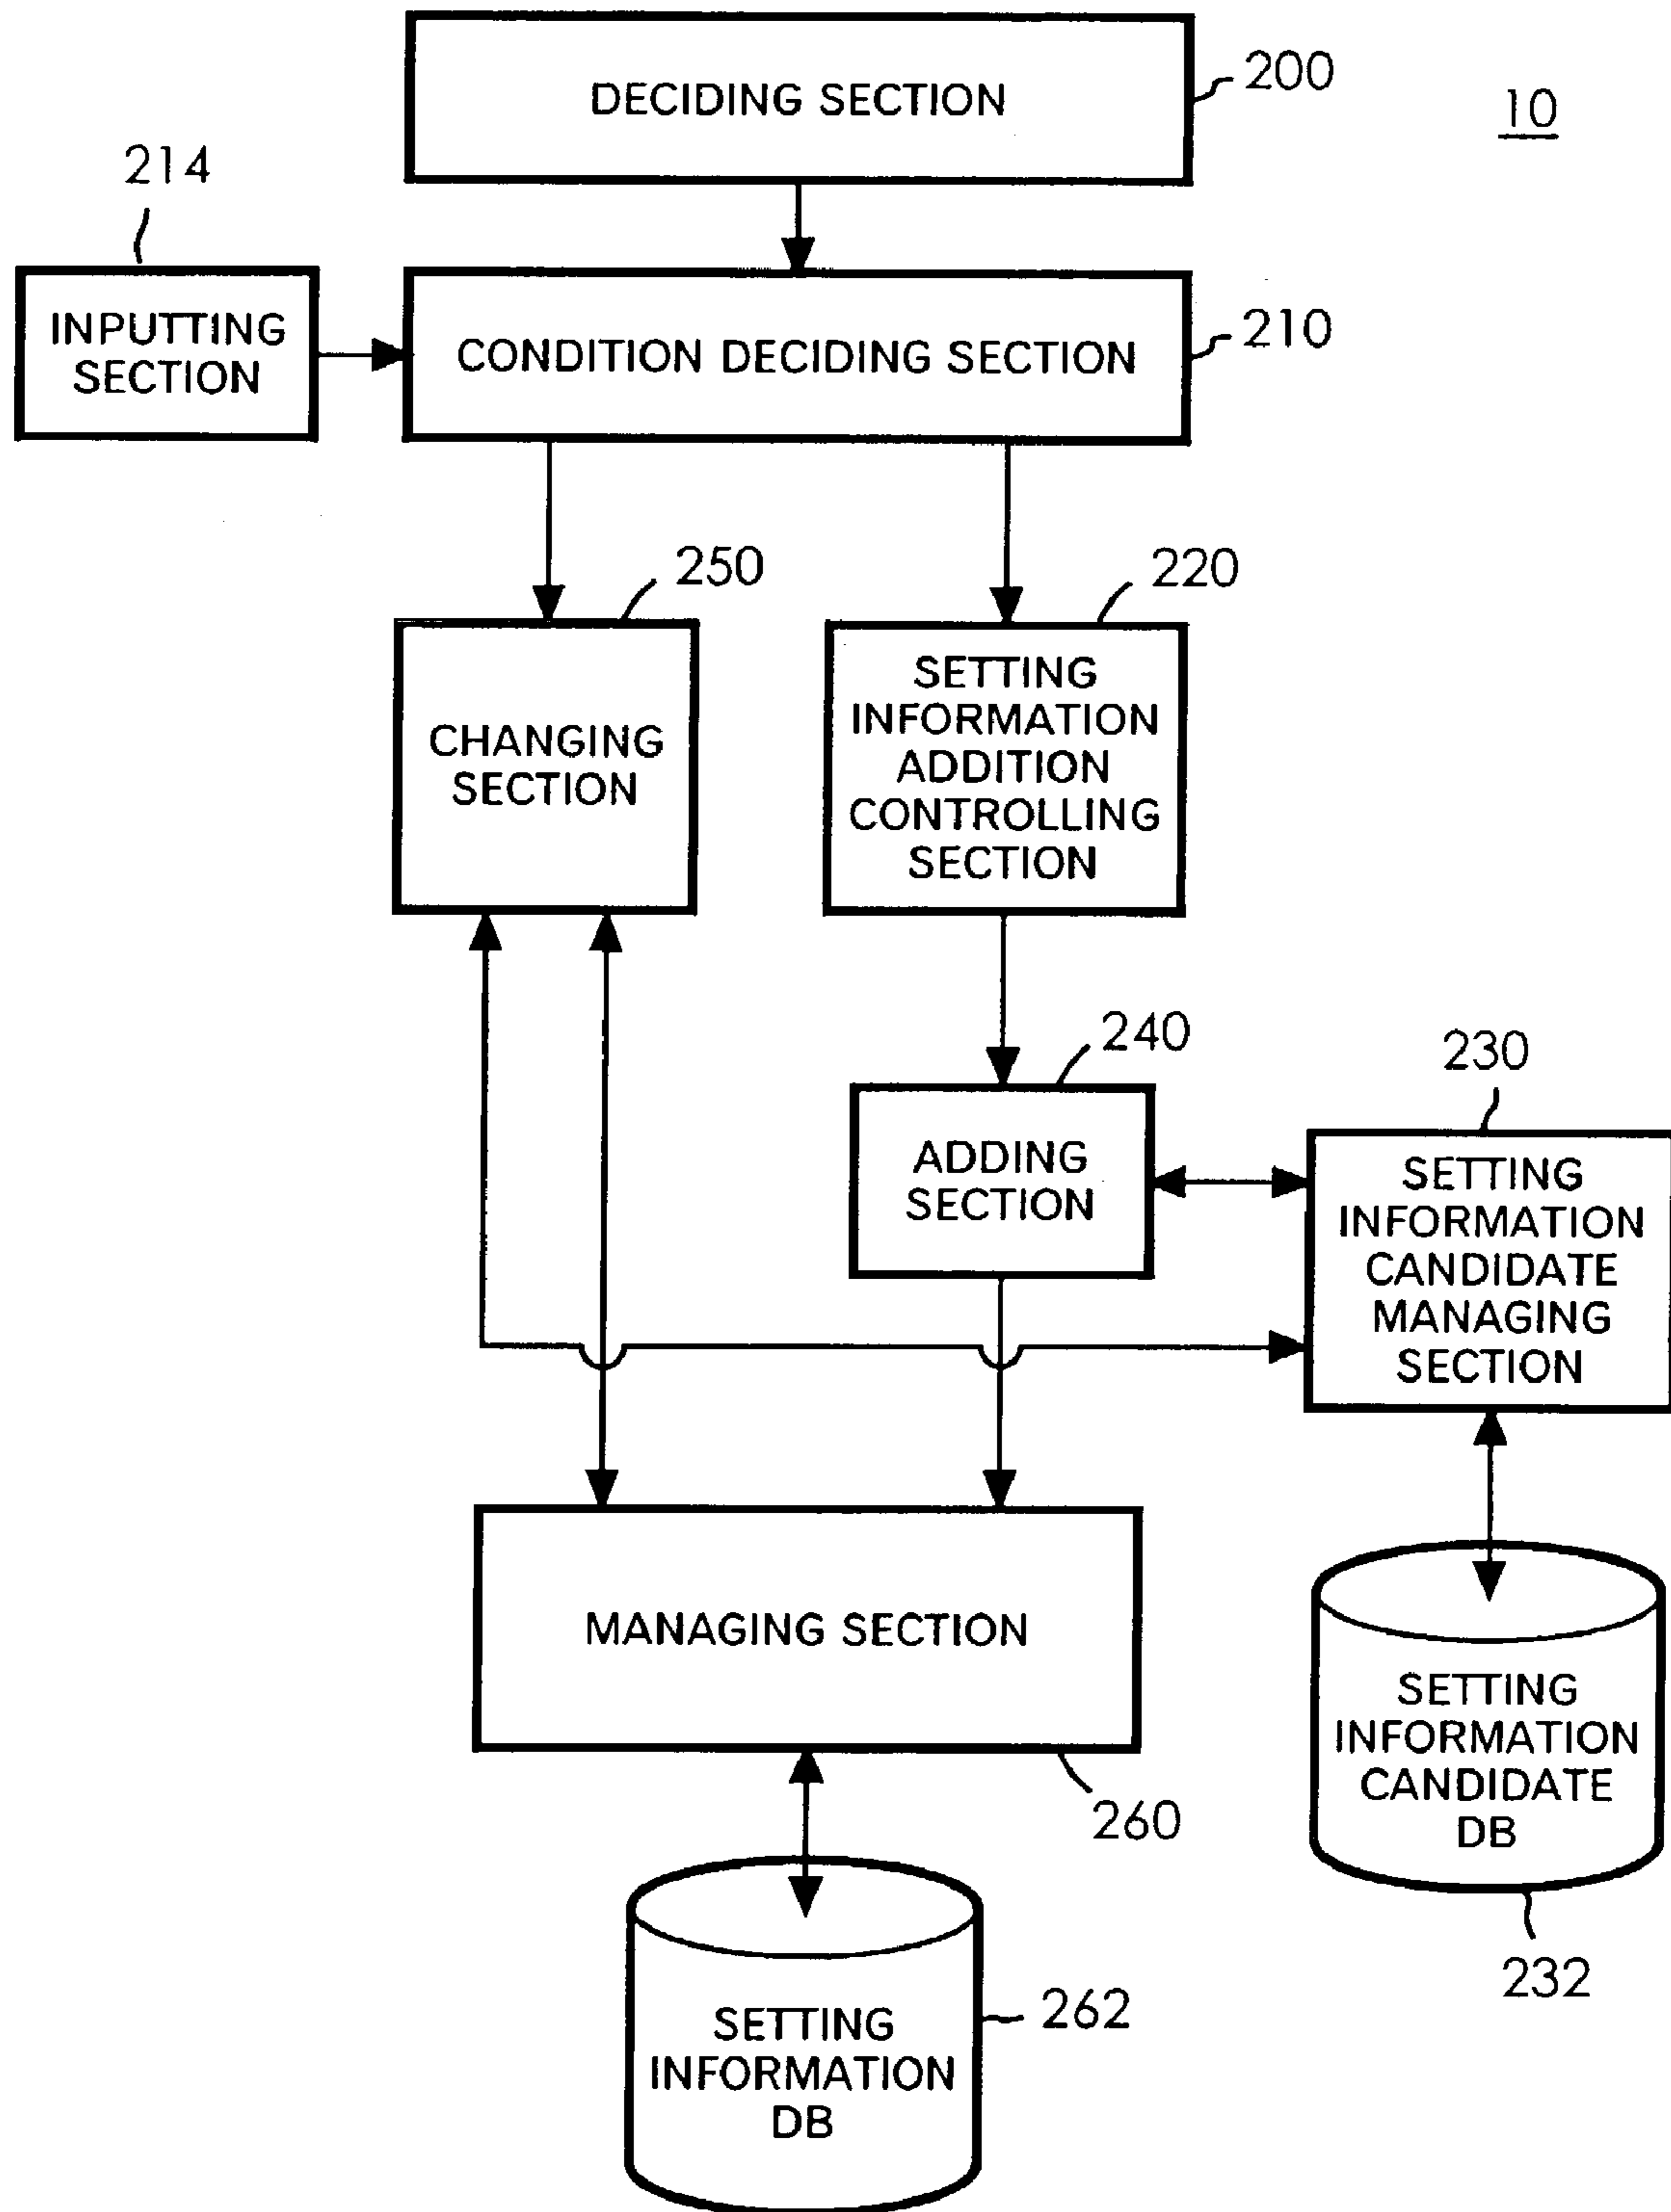 DECIDING SECTION
200
10
214
INPUTTING
SECTION
CONDITION DECIDING SECTION
210
250
220
CHANGING
SECTION
SETTING
INFORMATION
ADDITION
CONTROLLING
SECTION
240
230
ADDING
SECTION
SETTING
INFORMATION
CANDIDATE
MANAGING
SECTION
MANAGING SECTION
260
SETTING
INFORMATION
CANDIDATE
DB
232
262
SETTING
INFORMATION
DB